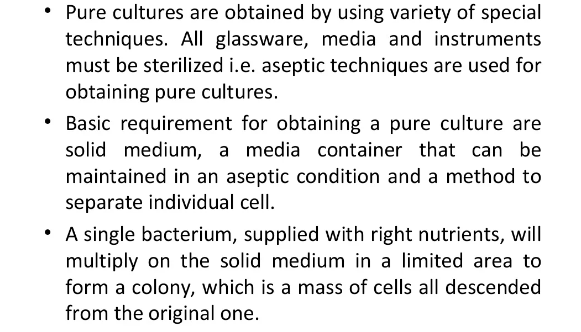 • Pure cultures are obtained by using variety of special
techniques. All glassware, media and instruments
must be sterilized i.e. aseptic techniques are used for
obtaining pure cultures.
• Basic requirement for obtaining a pure culture are
solid medium, a media container that can be
maintained in an aseptic condition and a method to
separate individual cell.
• A single bacterium, supplied with right nutrients, will
multiply on the solid medium in a limited area to
form a colony, which is a mass of cells all descended
from the original one.